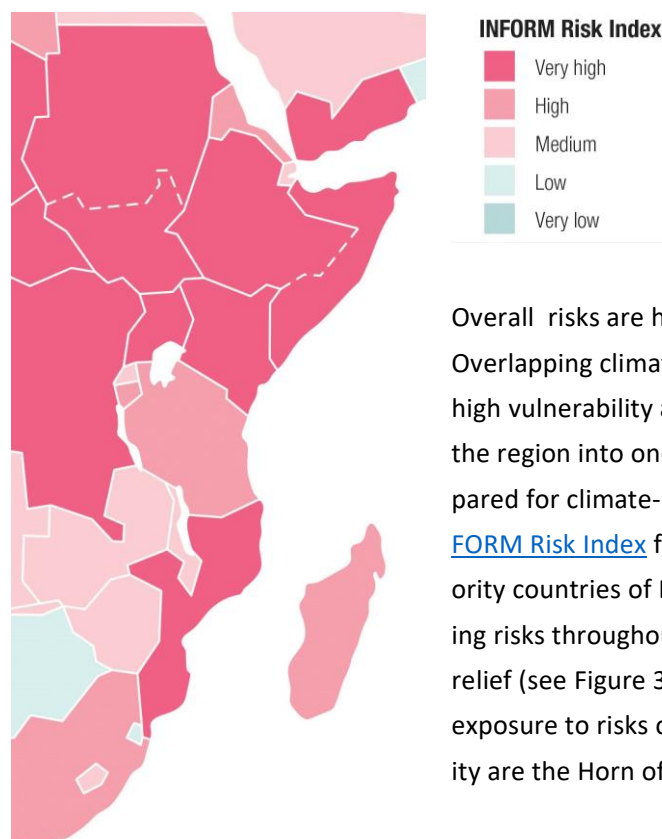 INFORM Risk Index
Very high
High
Medium
Low
Very low
Overall risks are h
Overlapping climat
high vulnerability a
the region into on
pared for climate-
FORM Risk Index f
ority countries of
ing risks throughou
relief (see Figure 3
exposure to risks o
ity are the Horn of